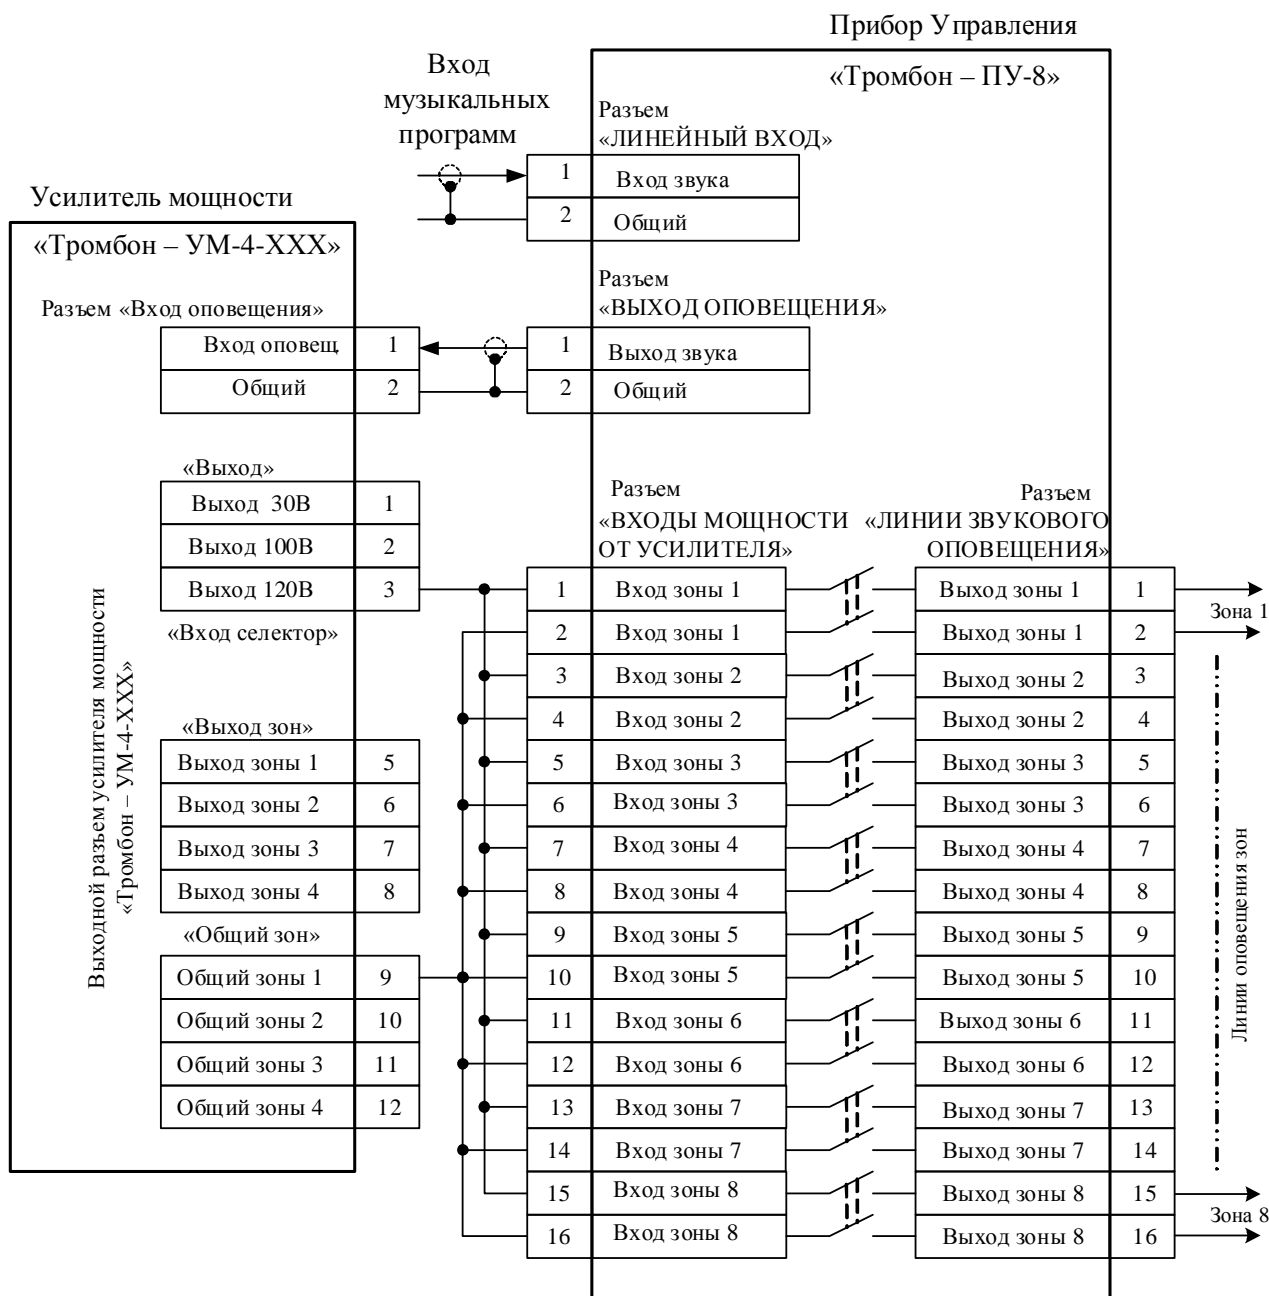 Прибор Управления
«Тромбон – ПУ-8»
Вход
музыкальных
программ
Разъем
«ЛИНЕЙНЫЙ ВХОД»
1 Вход звука
2 Общий
Усилитель мощности
«Тромбон – УМ-4-ХХХ»
Разъем «Вход оповещения»
Вход оповещ. 1
Общий 2
Разъем
«ВЫХОД ОПОВЕЩЕНИЯ»
1 Выход звука
2 Общий
«Выход»
Выход 30В 1
Выход 100В 2
Выход 120В 3
«Вход селектор»
«Выход зон»
Выход зоны 1 5
Выход зоны 2 6
Выход зоны 3 7
Выход зоны 4 8
«Общий зон»
Общий зоны 1 9
Общий зоны 2 10
Общий зоны 3 11
Общий зоны 4 12
Выходной разъем усилителя мощности
«Тромбон – УМ-4-ХХХ»
Разъем
«ВХОДЫ МОЩНОСТИ
ОТ УСИЛИТЕЛЯ»
1 Вход зоны 1
2 Вход зоны 1
3 Вход зоны 2
4 Вход зоны 2
5 Вход зоны 3
6 Вход зоны 3
7 Вход зоны 4
8 Вход зоны 4
9 Вход зоны 5
10 Вход зоны 5
11 Вход зоны 6
12 Вход зоны 6
13 Вход зоны 7
14 Вход зоны 7
15 Вход зоны 8
16 Вход зоны 8
Разъем
«ЛИНИИ ЗВУКОВОГО
ОПОВЕЩЕНИЯ»
Выход зоны 1 1
Выход зоны 1 2
Выход зоны 2 3
Выход зоны 2 4
Выход зоны 3 5
Выход зоны 3 6
Выход зоны 4 7
Выход зоны 4 8
Выход зоны 5 9
Выход зоны 5 10
Выход зоны 6 11
Выход зоны 6 12
Выход зоны 7 13
Выход зоны 7 14
Выход зоны 8 15
Выход зоны 8 16
Зона 1
Линии оповещения зон
Зона 8